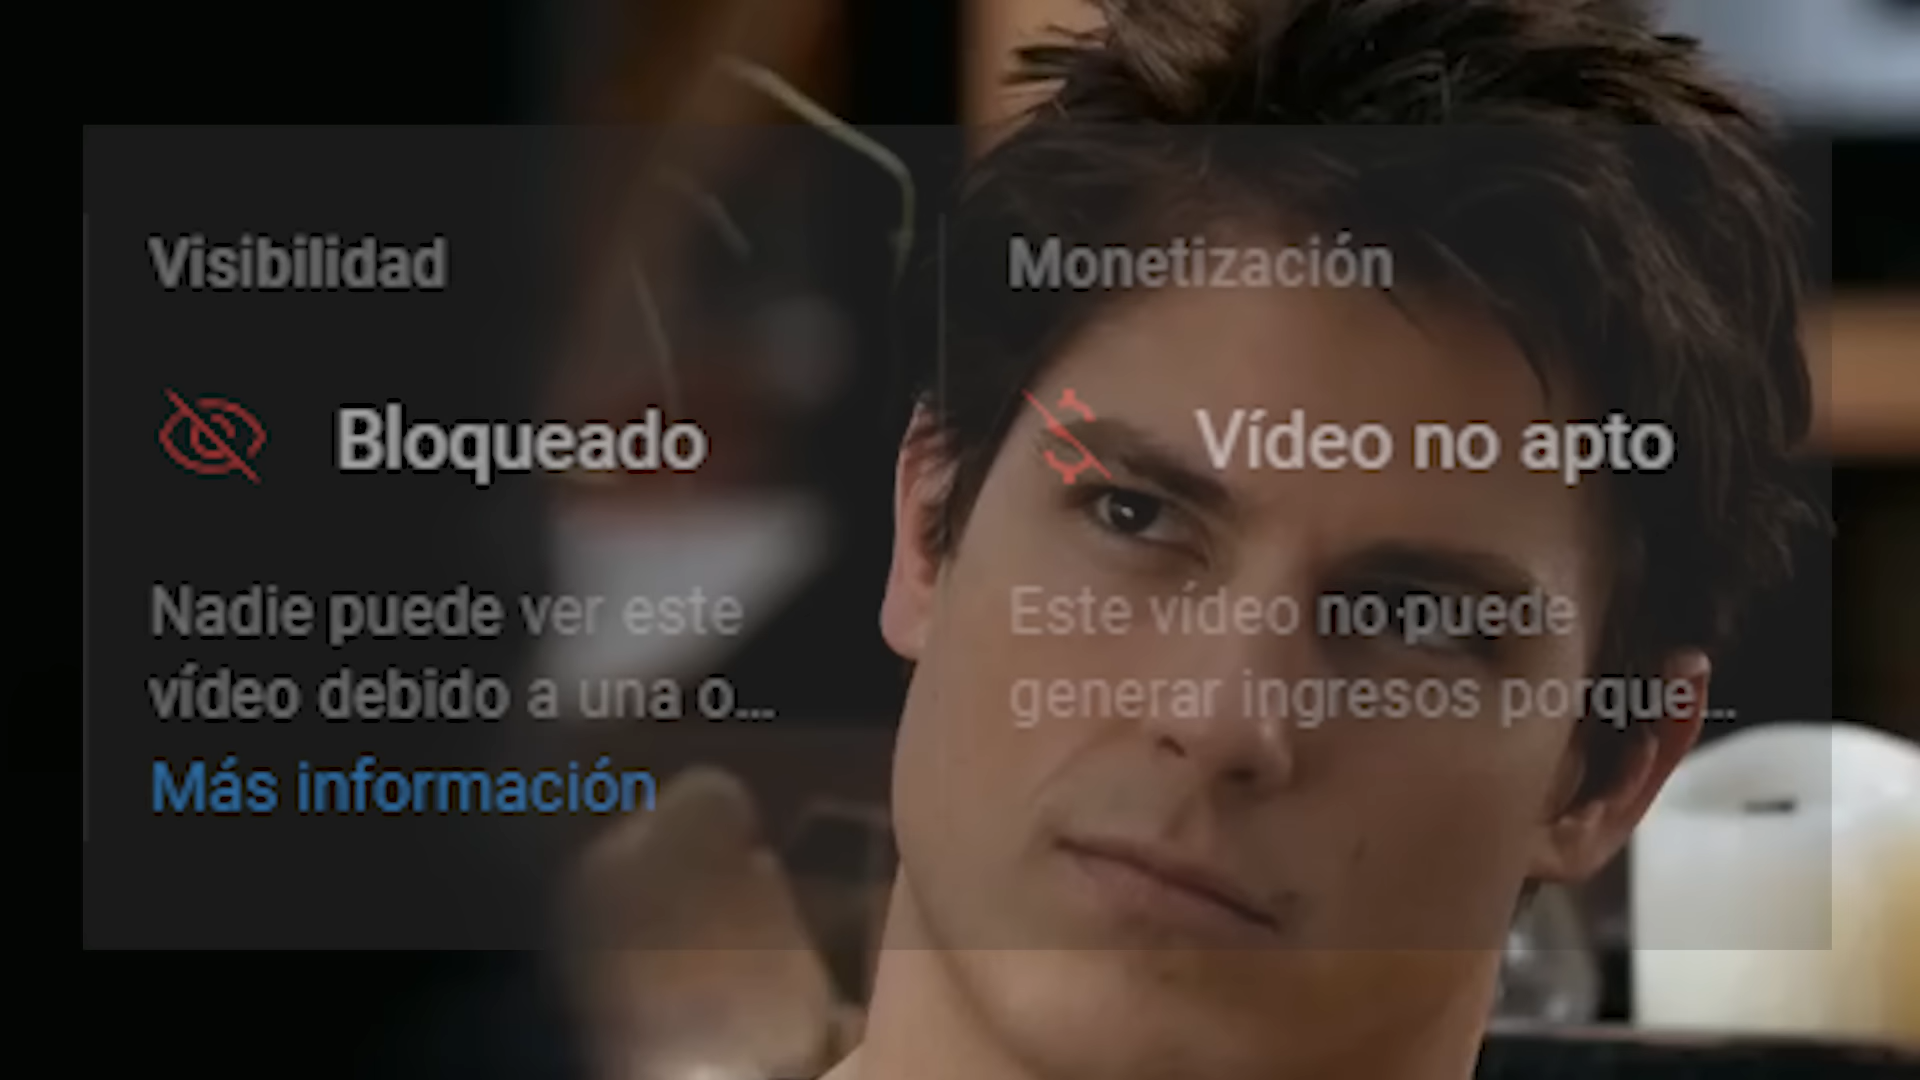 Visibilidad
Bloqueado
Nadie puede ver este
vídeo debido a una o...
Más información
Monetización
Vídeo no apto
Este vídeo no puede
generar ingresos porque...